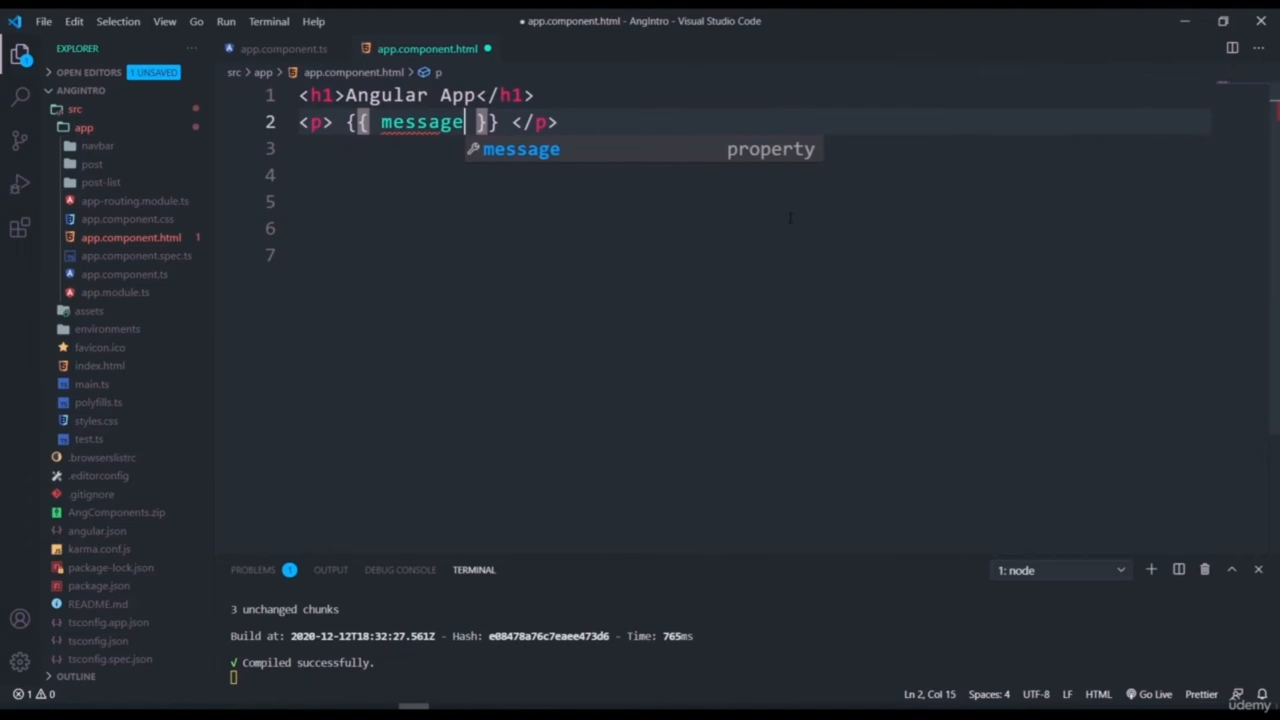 File Edit Selection View Go Run Terminal Help
● app.component.html - AngIntro - Visual Studio Code
EXPLORER
OPEN EDITORS 1 UNSAVED
ANGINTRO
src
app
navbar
post
post-list
app-routing.module.ts
app.component.css
app.component.html 1
app.component.spec.ts
app.component.ts
app.module.ts
assets
environments
favicon.ico
index.html
main.ts
polyfills.ts
styles.css
test.ts
.browserslistrc
.editorconfig
.gitignore
AngComponents.zip
angular.json
karma.conf.js
package-lock.json
package.json
README.md
tsconfig.app.json
tsconfig.json
tsconfig.spec.json
OUTLINE
app.component.ts app.component.html
src > app > app.component.html > p
1 <h1>Angular App</h1>
2 <p> {{ message }} </p>
3
message property
4
5
6
7
PROBLEMS 1 OUTPUT DEBUG CONSOLE TERMINAL 1: node
3 unchanged chunks
Build at: 2020-12-12T18:32:27.561Z - Hash: e08478a76c7eaee473d6 - Time: 765ms
√ Compiled successfully.
1 0 Ln 2, Col 15 Spaces: 4 UTF-8 LF HTML Go Live Prettier
udemy